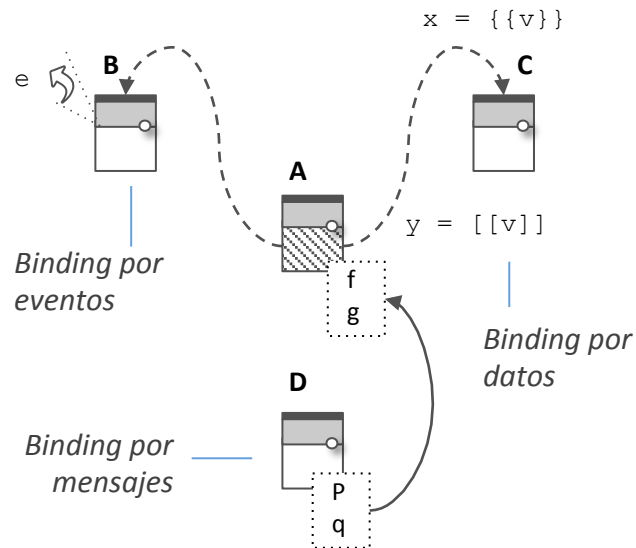 x = {{v}}
B
C
e
A
y = [[v]]
Binding por
eventos
f
g
Binding por
datos
D
Binding por
mensajes
P
q